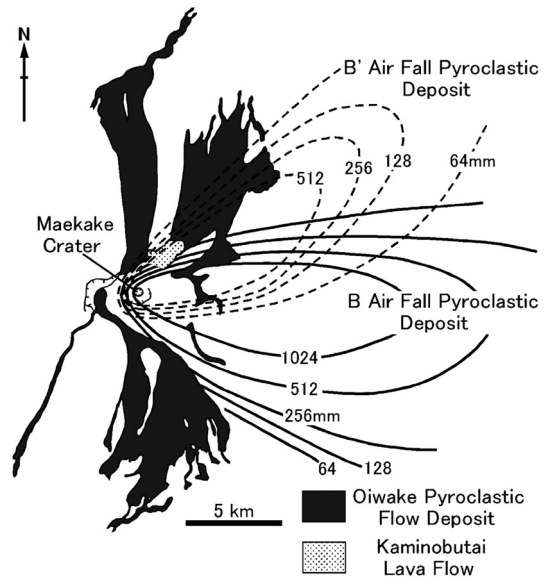 N
B' Air Fall Pyroclastic
Deposit
512
256
128
64mm
Maekake
Crater
B Air Fall Pyroclastic
Deposit
1024
512
256mm
64
128
5 km
Oiwake Pyroclastic
Flow Deposit
Kaminobutai
Lava Flow